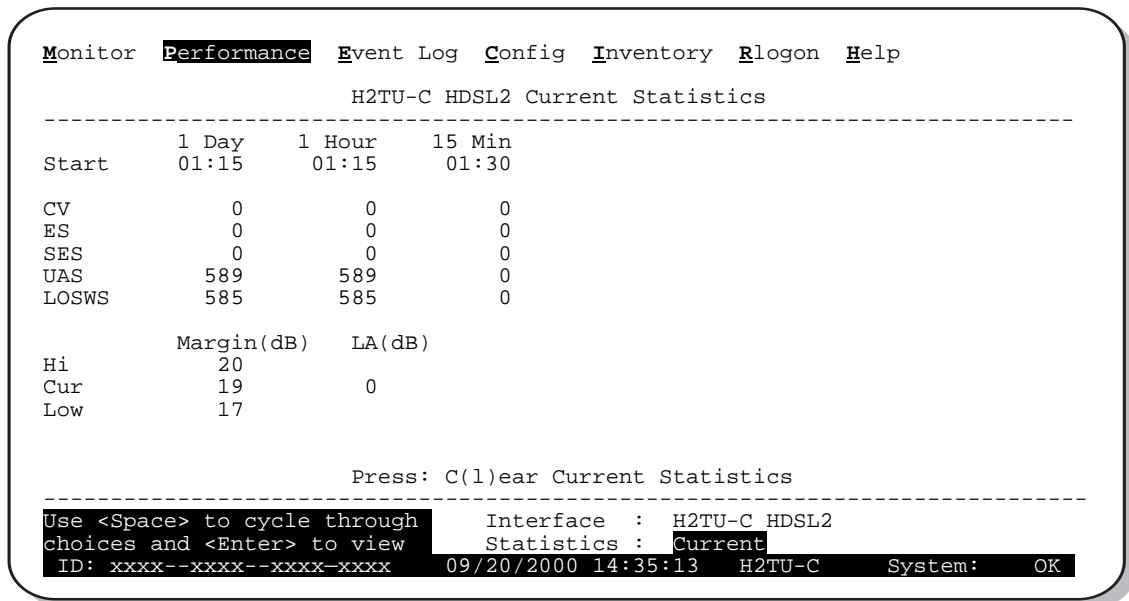 Monitor Performance Event Log Config Inventory Rlogon Help
H2TU-C HDSL2 Current Statistics
--------------------------------------------------------------------------------
1 Day 1 Hour 15 Min
Start 01:15 01:15 01:30
CV 0 0 0
ES 0 0 0
SES 0 0 0
UAS 589 589 0
LOSWS 585 585 0
Margin(dB) LA(dB)
Hi 20
Cur 19 0
Low 17
Press: C(l)ear Current Statistics
--------------------------------------------------------------------------------
Use <Space> to cycle through Interface : H2TU-C HDSL2
choices and <Enter> to view Statistics : Current
ID: xxxx--xxxx--xxxx—xxxx 09/20/2000 14:35:13 H2TU-C System: OK